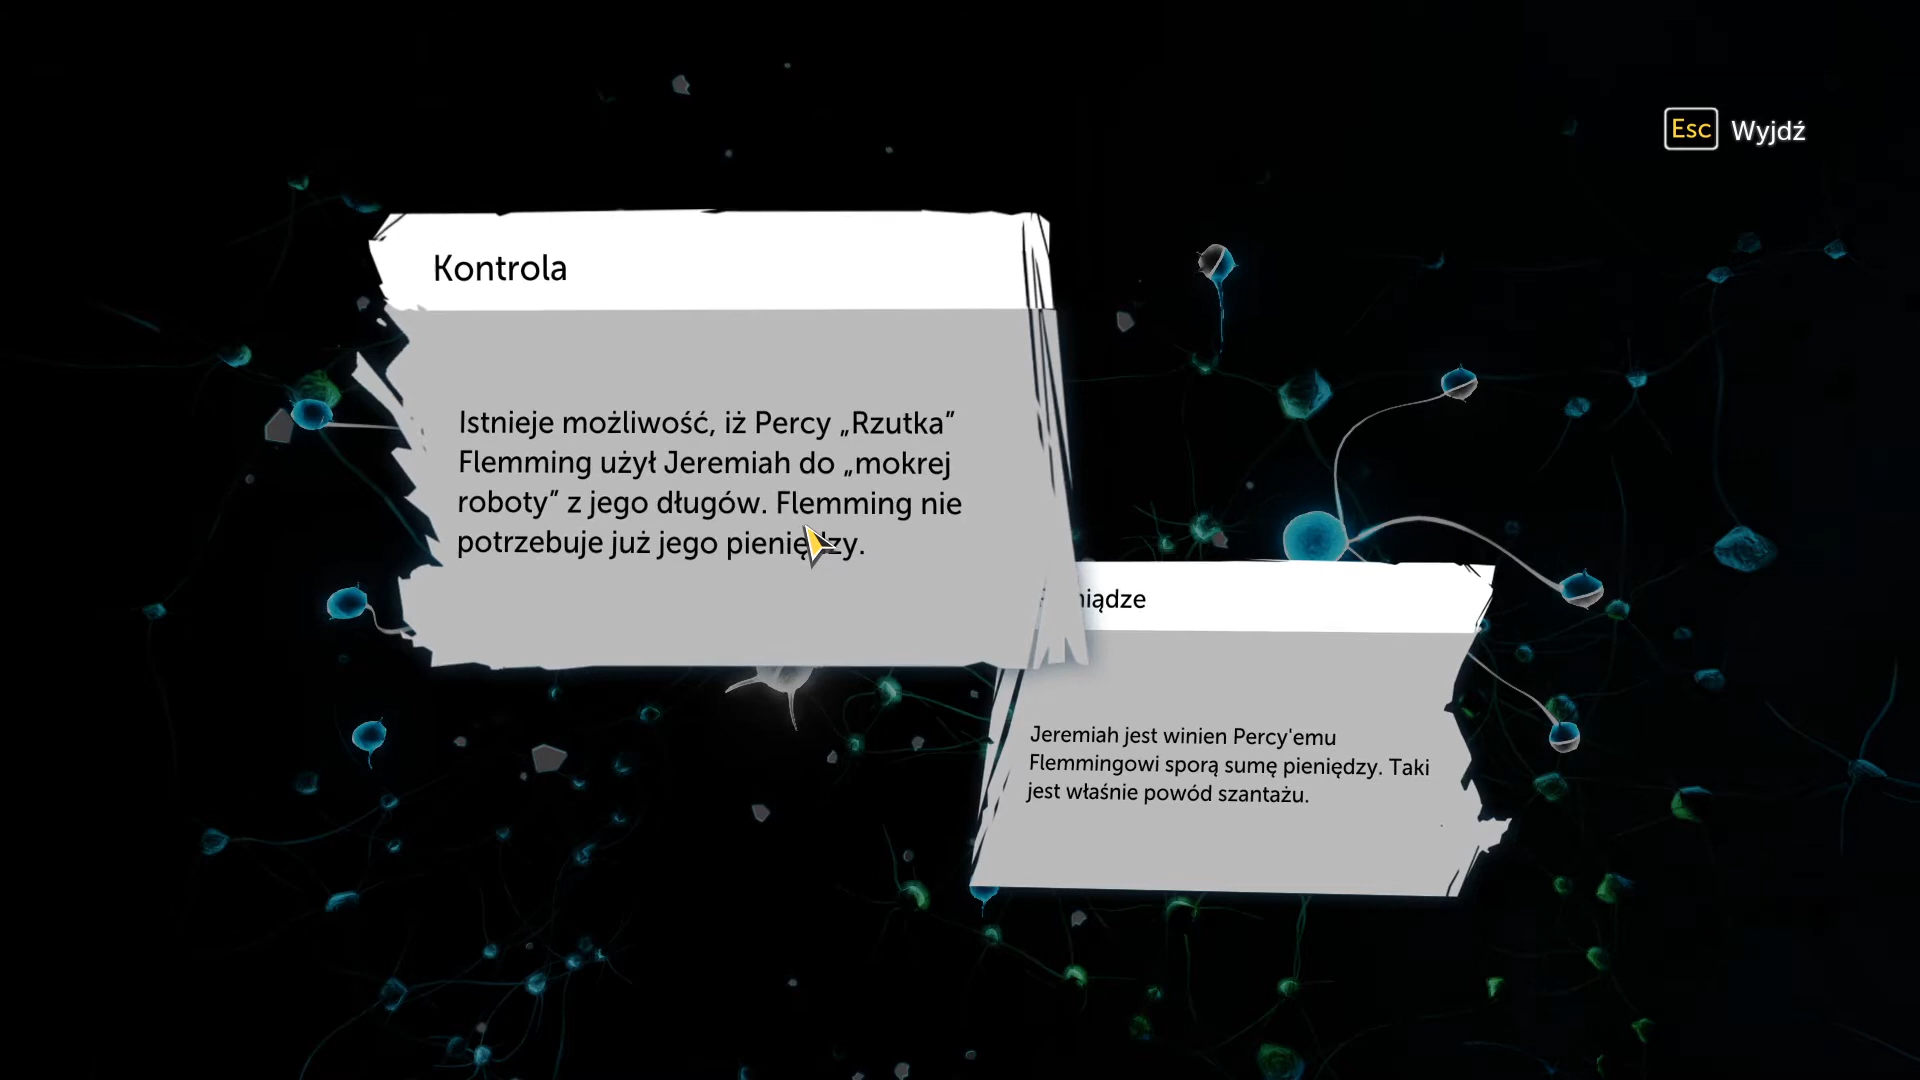 Esc Wyjdź
Kontrola
Istnieje możliwość, iż Percy „Rzutka”
Flemming użył Jeremiah do „mokrej
roboty” z jego długów. Flemming nie
potrzebuje już jego pieniędzy.
Jeremiah jest winien Percy'emu
Flemmingowi sporą sumę pieniędzy. Taki
jest właśnie powód szantażu.